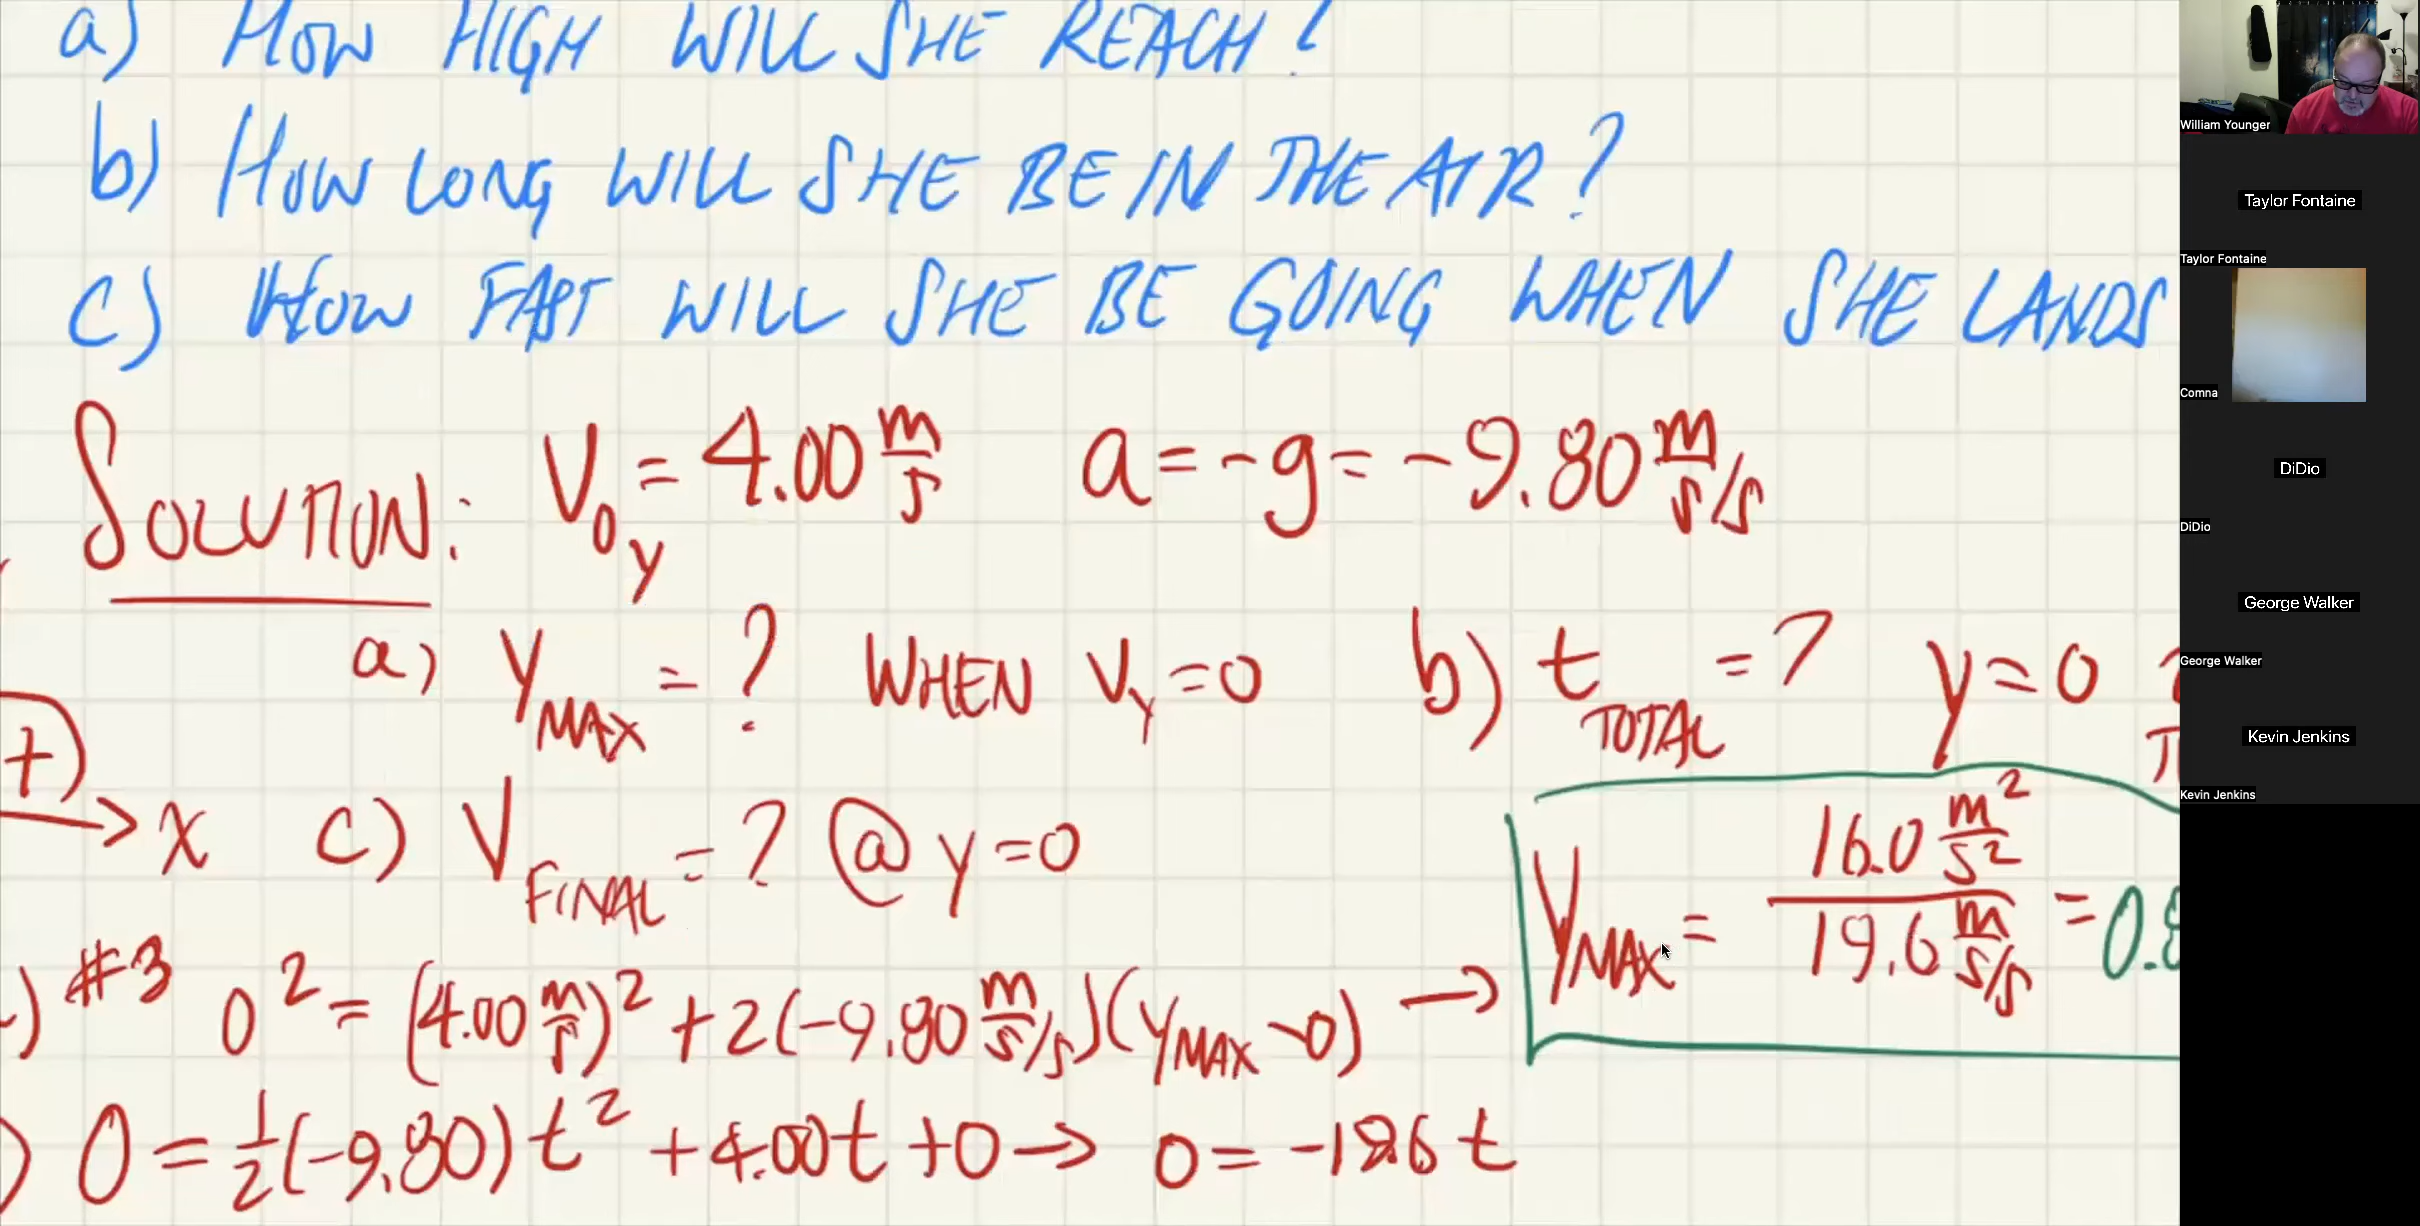 a) HOW HIGH WILL SHE REACH?
b) HOW LONG WILL SHE BE IN THE AIR?
c) HOW FAST WILL SHE BE GOING WHEN SHE LANDS
SOLUTION: V₀y = 4.00 m/s a = -g = -9.80 m/s/s
a) yMAX = ? WHEN Vy = 0 b) tTOTAL = ? y = 0
+)
→ x c) VFINAL = ? @ y = 0
yMAX = 16.0 m²/s² / 19.6 m/s/s = 0.8
) #3 0² = (4.00 m/s)² + 2(-9.80 m/s/s)(yMAX - 0) →
) 0 = 1/2(-9.80)t² + 4.00t + 0 → 0 = t
William Younger
Taylor Fontaine
Taylor Fontaine
Comna
DiDio
DiDio
George Walker
George Walker
Kevin Jenkins
Kevin Jenkins